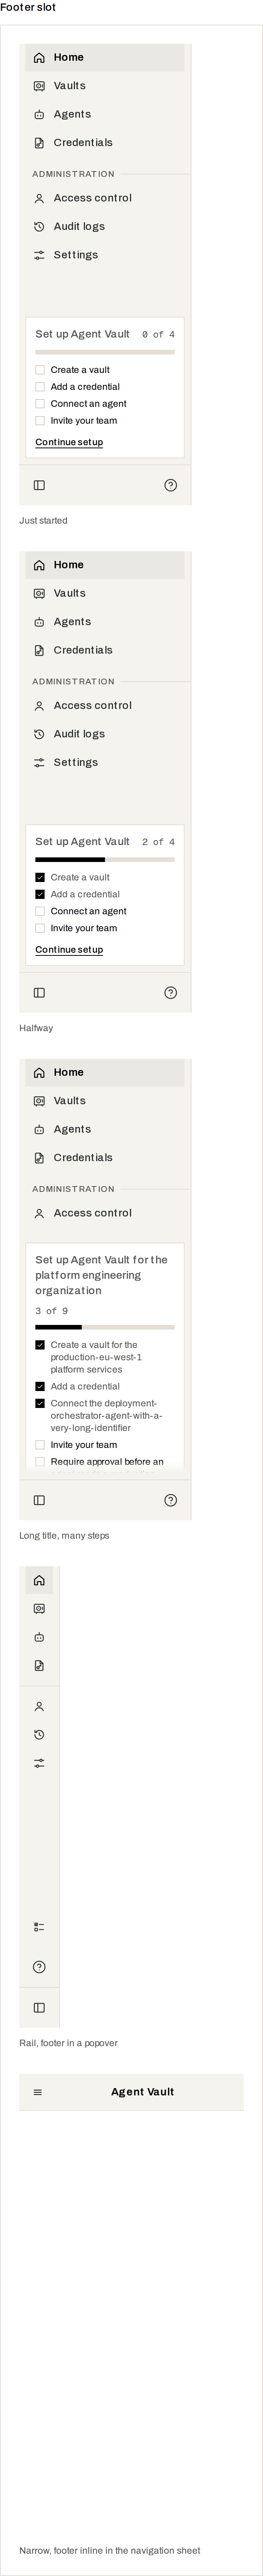 Footer slot
Home
Vaults
Agents
Credentials
ADMINISTRATION
Access control
Audit logs
Settings
Set up Agent Vault 0 of 4
Create a vault
Add a credential
Connect an agent
Invite your team
Continue setup
Just started
Home
Vaults
Agents
Credentials
ADMINISTRATION
Access control
Audit logs
Settings
Set up Agent Vault 2 of 4
Create a vault
Add a credential
Connect an agent
Invite your team
Continue setup
Halfway
Home
Vaults
Agents
Credentials
ADMINISTRATION
Access control
Set up Agent Vault for the
platform engineering
organization
3 of 9
Create a vault for the
production-eu-west-1
platform services
Add a credential
Connect the deployment-
orchestrator-agent-with-a-
very-long-identifier
Invite your team
Require approval before an
Long title, many steps
Rail, footer in a popover
Agent Vault
Narrow, footer inline in the navigation sheet